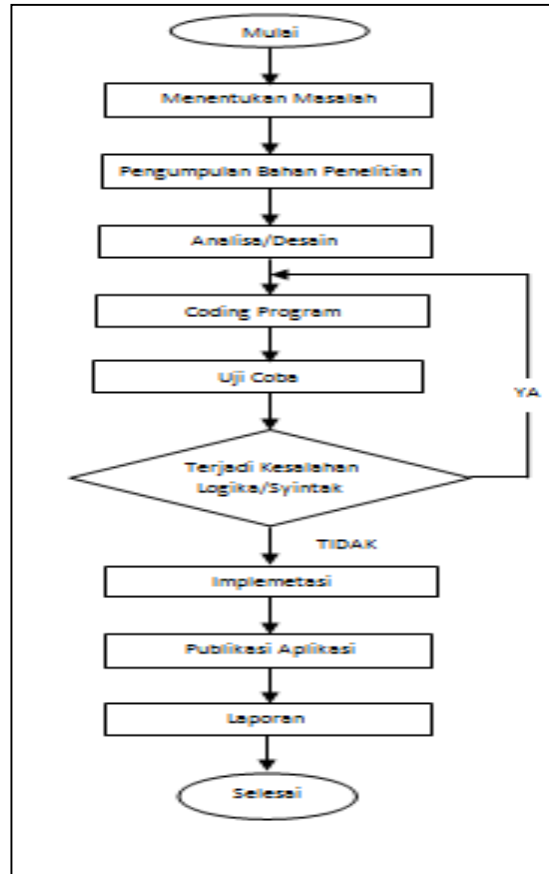 Mulai
Menentukan Masalah
Pengumpulan Bahan Penelitian
Analisa/Desain
Coding Program
Uji Coba
YA
Terjadi Kesalahan
Logika/Syintak
TIDAK
Implemetasi
Publikasi Aplikasi
Laporan
Selesai